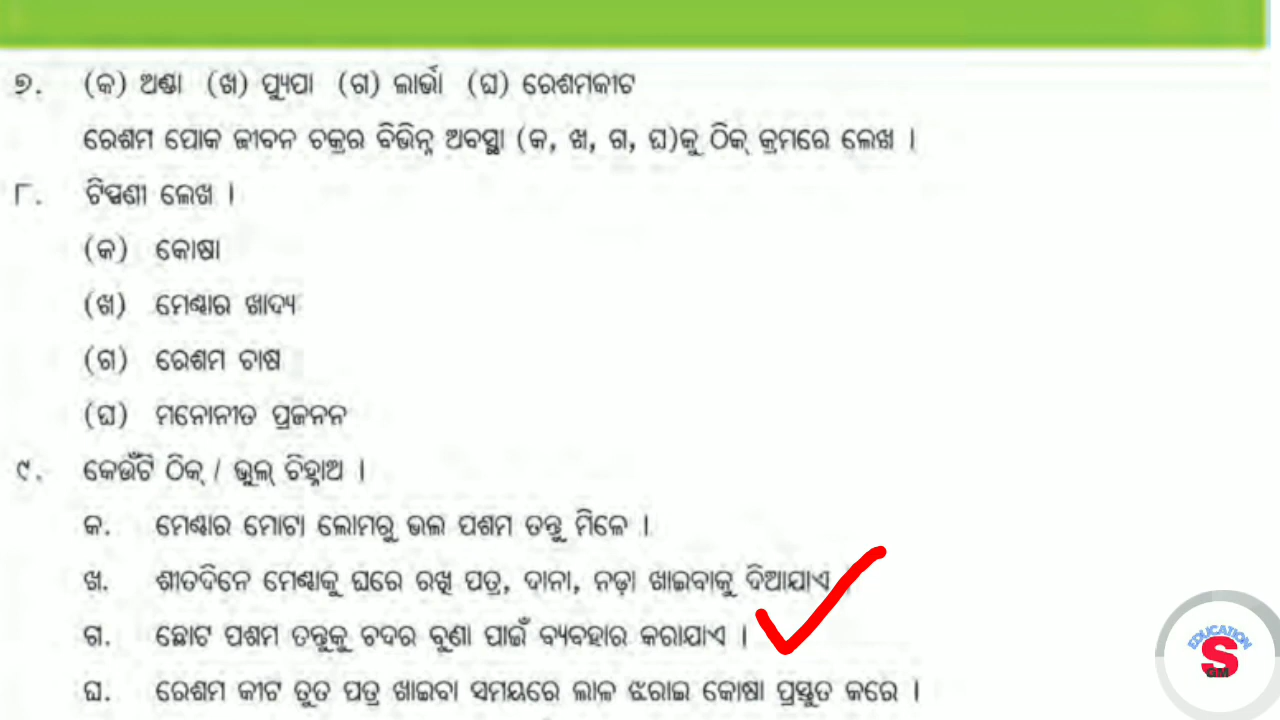 ୭. (କ) ଅଣ୍ଡା (ଖ) ପ୍ୟୁପା (ଗ) ଲାର୍ଭା (ଘ) ରେଶମକୀଟ
ରେଶମ ପୋକ ଜୀବନ ଚକ୍ରର ବିଭିନ୍ନ ଅବସ୍ଥା (କ, ଖ, ଗ, ଘ)କୁ ଠିକ୍ କ୍ରମରେ ଲେଖ ।
୮. ଟିପ୍ପଣୀ ଲେଖ ।
(କ) କୋଷା
(ଖ) ମେଣ୍ଢାର ଖାଦ୍ୟ
(ଗ) ରେଶମ ଚାଷ
(ଘ) ମନୋନୀତ ପ୍ରଜନନ
୯. କେଉଁଟି ଠିକ୍ / ଭୁଲ୍ ଚିହ୍ନାଅ ।
କ. ମେଣ୍ଢାର ମୋଟା ଲୋମରୁ ଭଲ ପଶମ ତନ୍ତୁ ମିଳେ ।
ଖ. ଶୀତଦିନେ ମେଣ୍ଢାକୁ ଘରେ ରଖି ପତ୍ର, ଦାନା, ନଡ଼ା ଖାଇବାକୁ ଦିଆଯାଏ ।
ଗ. ଛୋଟ ପଶମ ତନ୍ତୁକୁ ଚଦର ବୁଣା ପାଇଁ ବ୍ୟବହାର କରାଯାଏ ।
ଘ. ରେଶମ କୀଟ ତୁତ ପତ୍ର ଖାଇବା ସମୟରେ ଲାଳ ଝରାଇ କୋଷା ପ୍ରସ୍ତୁତ କରେ ।
EDUCATION
S
GM